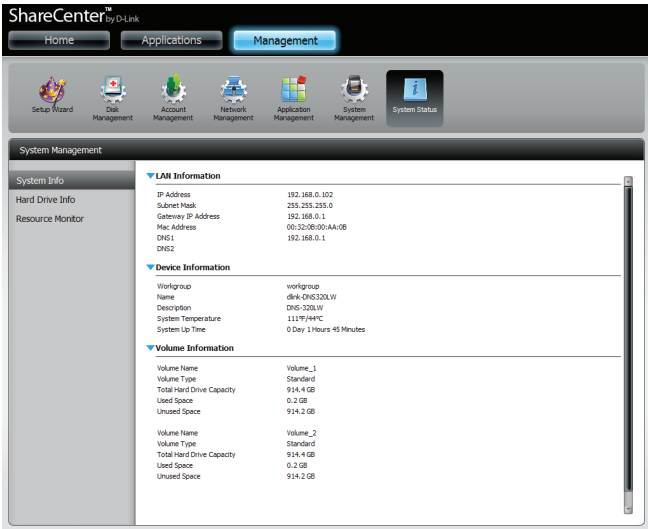 ShareCenter™ by D-Link
Home Applications Management
Setup Wizard Disk Management Account Management Network Management Application Management System Management System Status
System Management
System Info
Hard Drive Info
Resource Monitor
LAN Information
IP Address 192.168.0.102
Subnet Mask 255.255.255.0
Gateway IP Address 192.168.0.1
Mac Address 00:32:0B:00:AA:0B
DNS1 192.168.0.1
DNS2
Device Information
Workgroup workgroup
Name dlink-DNS320LW
Description DNS-320LW
System Temperature 111°F/44°C
System Up Time 0 Day 1 Hours 45 Minutes
Volume Information
Volume Name Volume_1
Volume Type Standard
Total Hard Drive Capacity 914.4 GB
Used Space 0.2 GB
Unused Space 914.2 GB
Volume Name Volume_2
Volume Type Standard
Total Hard Drive Capacity 914.4 GB
Used Space 0.2 GB
Unused Space 914.2 GB